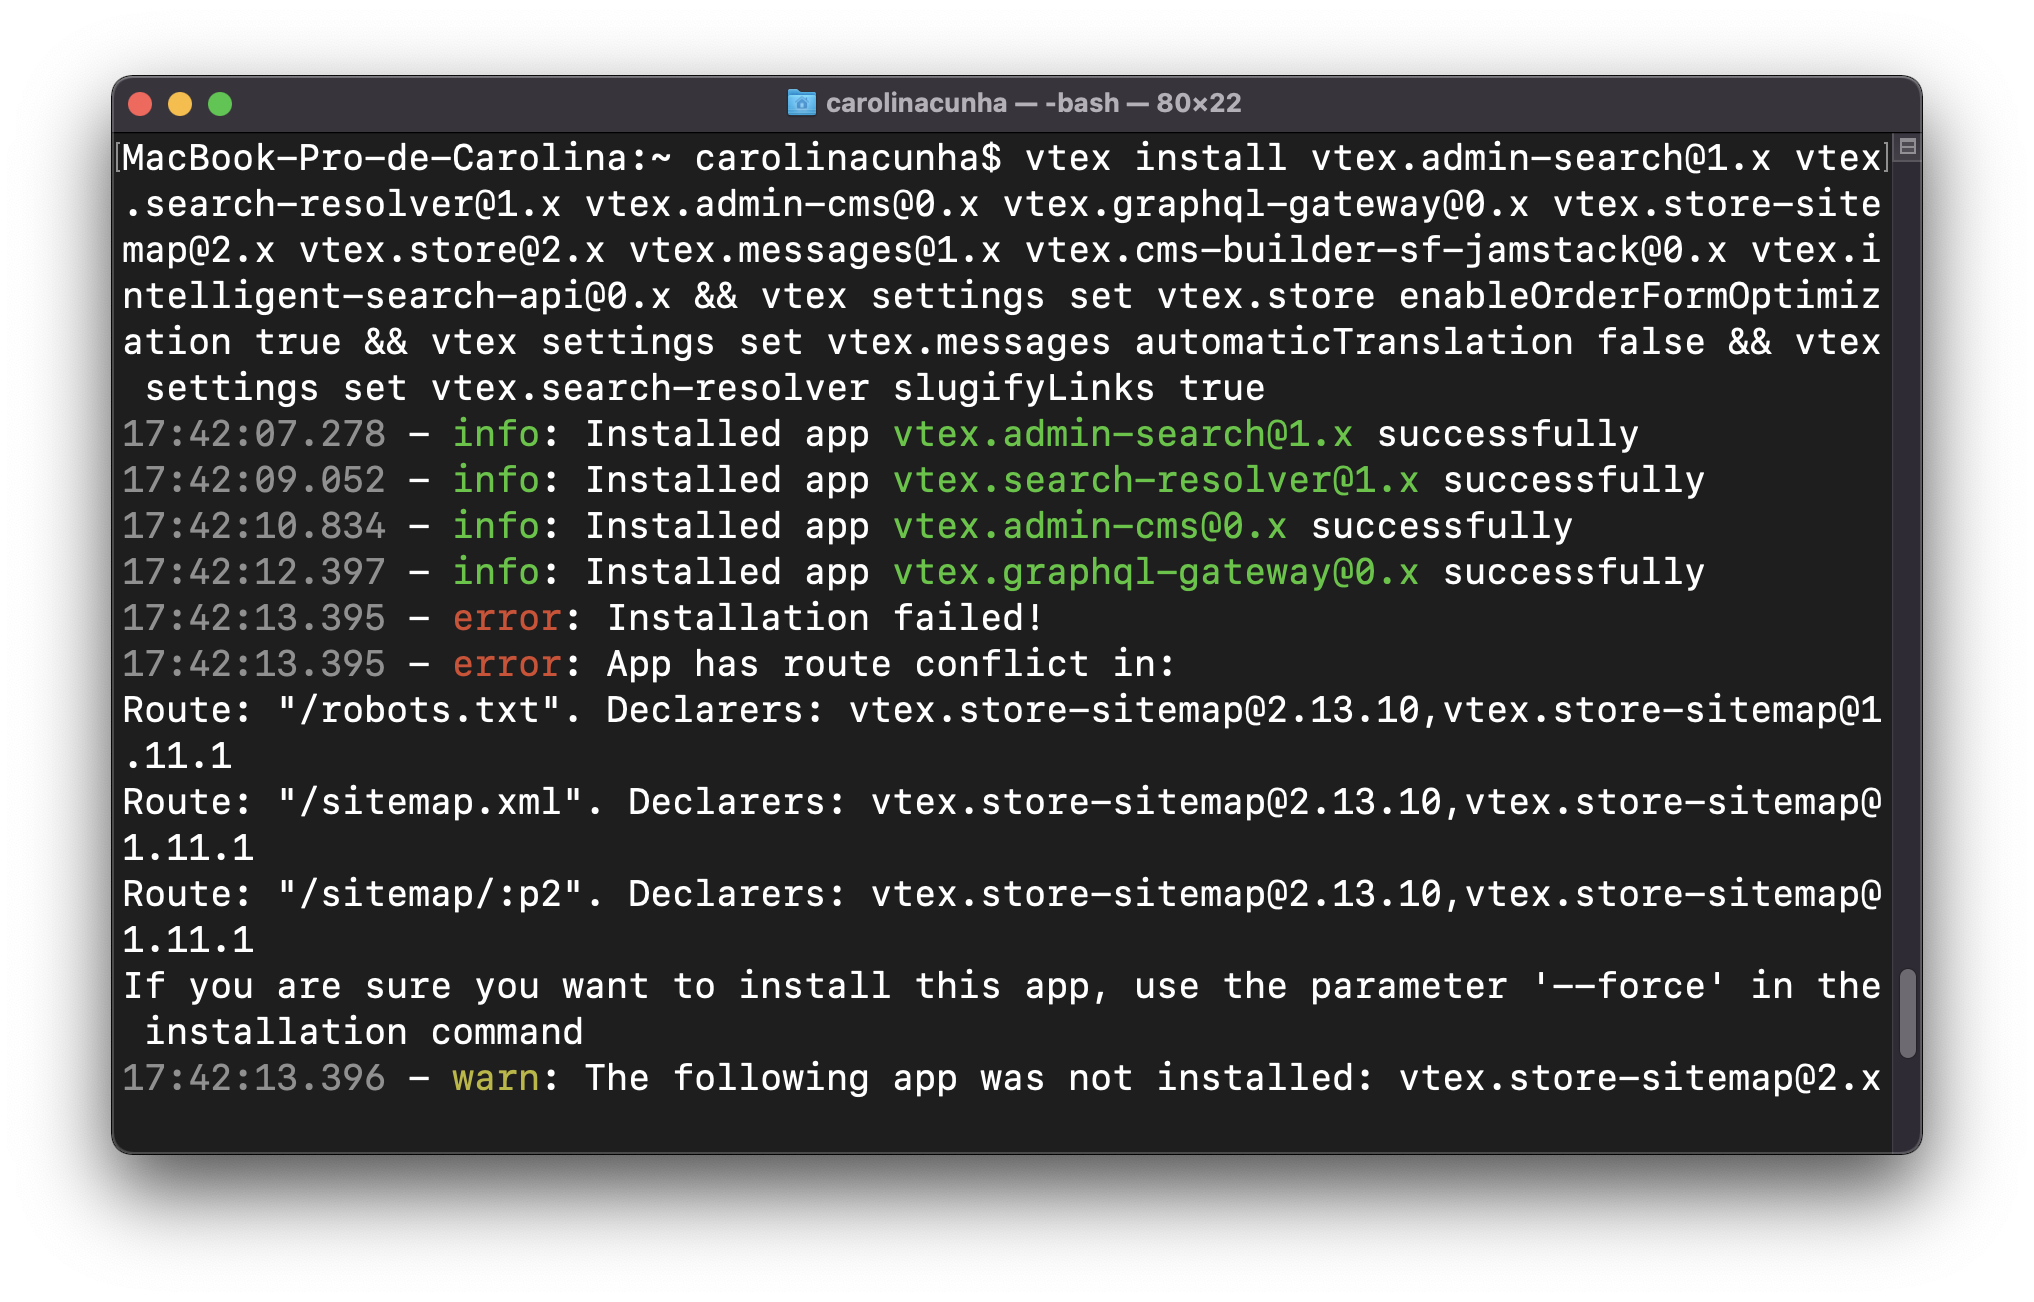 carolinacunha — -bash — 80×22
MacBook-Pro-de-Carolina:~ carolinacunha$ vtex install vtex.admin-search@1.x vtex
.search-resolver@1.x vtex.admin-cms@0.x vtex.graphql-gateway@0.x vtex.store-site
map@2.x vtex.store@2.x vtex.messages@1.x vtex.cms-builder-sf-jamstack@0.x vtex.i
ntelligent-search-api@0.x && vtex settings set vtex.store enableOrderFormOptimiz
ation true && vtex settings set vtex.messages automaticTranslation false && vtex
 settings set vtex.search-resolver slugifyLinks true
17:42:07.278 - info: Installed app vtex.admin-search@1.x successfully
17:42:09.052 - info: Installed app vtex.search-resolver@1.x successfully
17:42:10.834 - info: Installed app vtex.admin-cms@0.x successfully
17:42:12.397 - info: Installed app vtex.graphql-gateway@0.x successfully
17:42:13.395 - error: Installation failed!
17:42:13.395 - error: App has route conflict in:
Route: "/robots.txt". Declarers: vtex.store-sitemap@2.13.10,vtex.store-sitemap@1
.11.1
Route: "/sitemap.xml". Declarers: vtex.store-sitemap@2.13.10,vtex.store-sitemap@
1.11.1
Route: "/sitemap/:p2". Declarers: vtex.store-sitemap@2.13.10,vtex.store-sitemap@
1.11.1
If you are sure you want to install this app, use the parameter '--force' in the
 installation command
17:42:13.396 - warn: The following app was not installed: vtex.store-sitemap@2.x